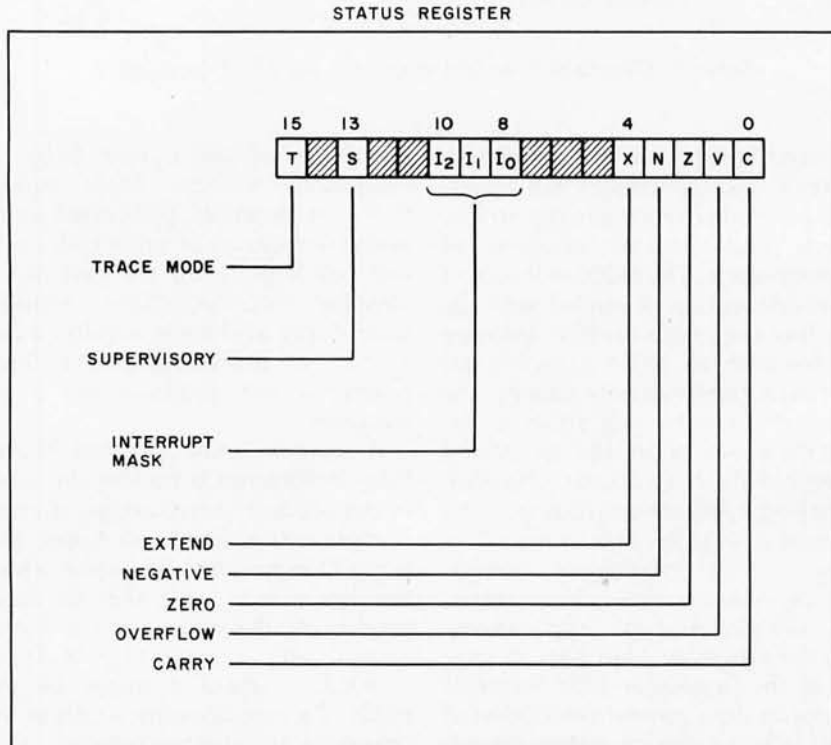 STATUS REGISTER
15 13 10 8 4 0
T S I2 I1 I0 X N Z V C
TRACE MODE
SUPERVISORY
INTERRUPT
MASK
EXTEND
NEGATIVE
ZERO
OVERFLOW
CARRY